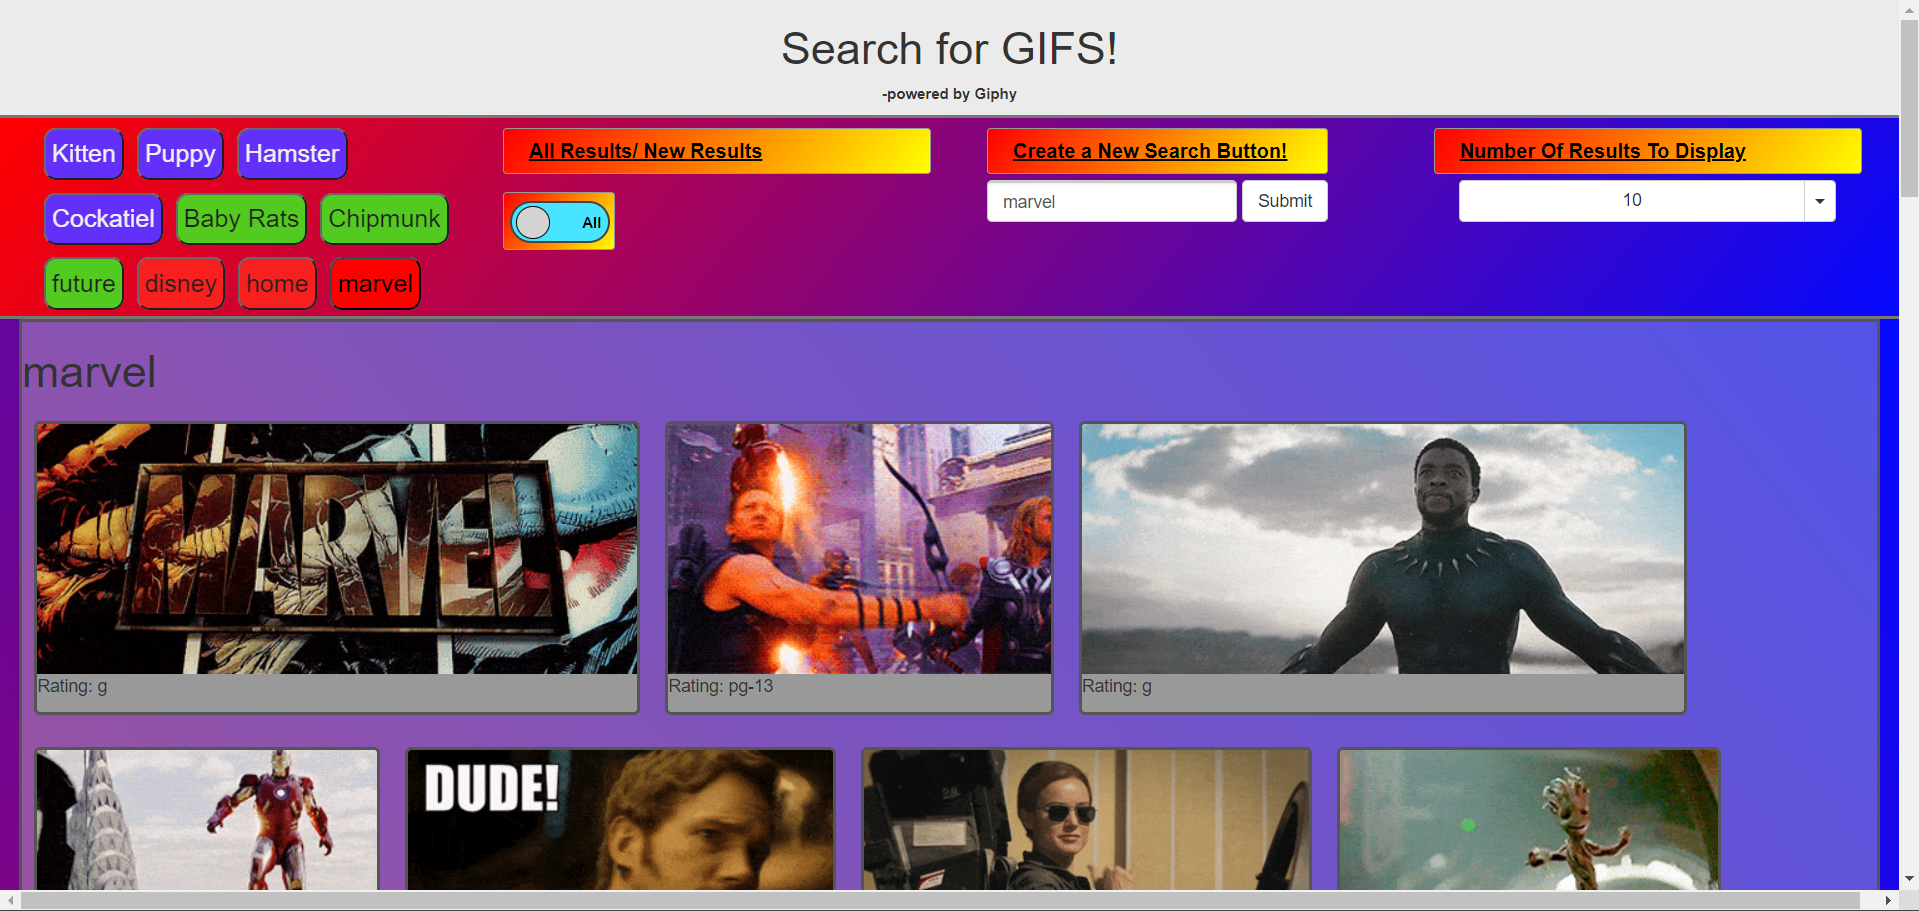 Search for GIFS!
-powered by Giphy
Kitten Puppy Hamster
Cockatiel Baby Rats Chipmunk
future disney home marvel
All Results/ New Results
All
Create a New Search Button!
marvel Submit
Number Of Results To Display
10
marvel
MARVEL
Rating: g
Rating: pg-13
Rating: g
DUDE!